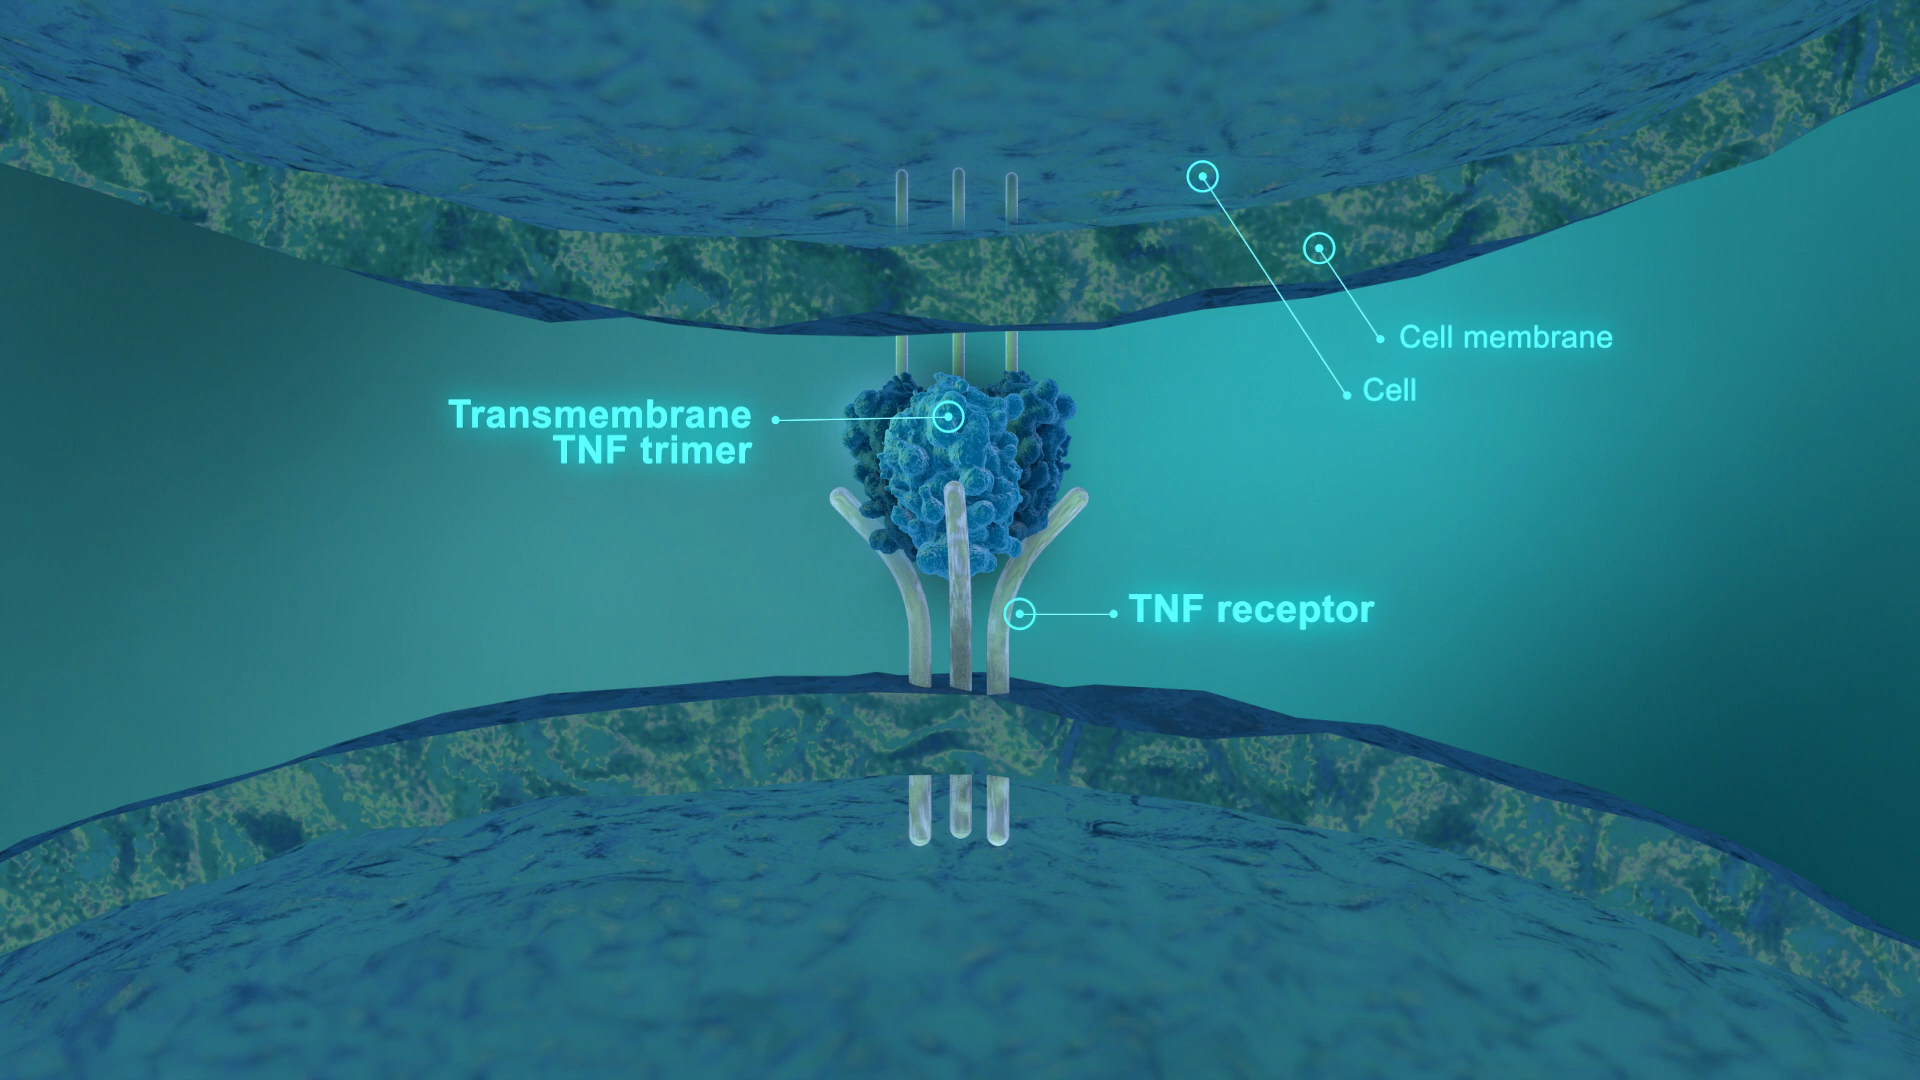 Cell membrane
Cell
Transmembrane
TNF trimer
TNF receptor